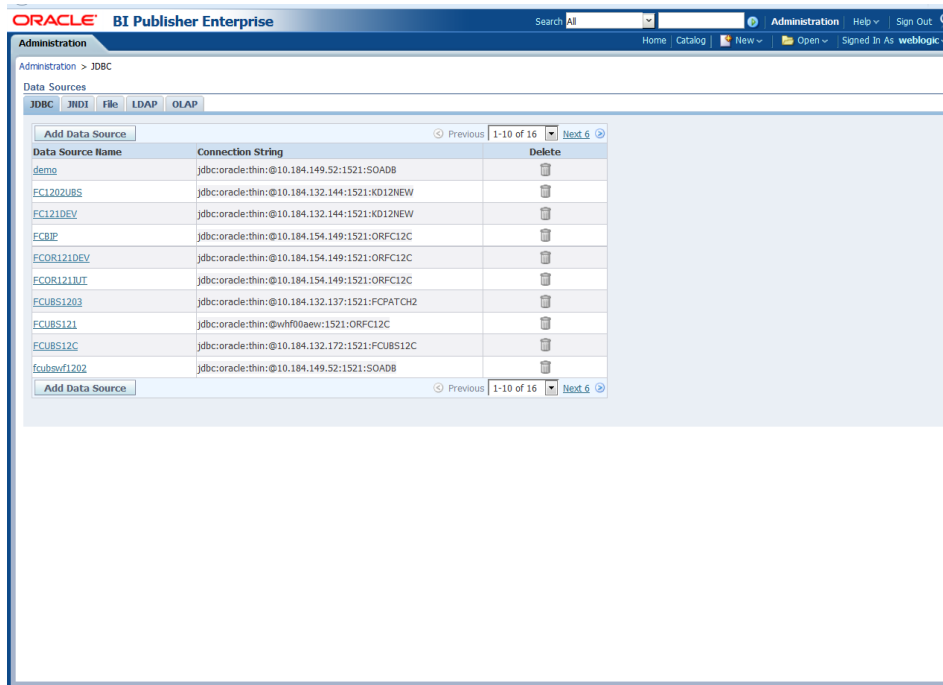 ORACLE BI Publisher Enterprise Search All Administration Help Sign Out
Administration Home Catalog New Open Signed In As weblogic
Administration > JDBC
Data Sources
JDBC JNDI File LDAP OLAP
Add Data Source Previous 1-10 of 16 Next 6
Data Source Name Connection String Delete
demo jdbc:oracle:thin:@10.184.149.52:1521:SOADB
FC1202UBS jdbc:oracle:thin:@10.184.132.144:1521:KD12NEW
FC121DEV jdbc:oracle:thin:@10.184.132.144:1521:KD12NEW
FCBIP jdbc:oracle:thin:@10.184.154.149:1521:ORFC12C
FCOR121DEV jdbc:oracle:thin:@10.184.154.149:1521:ORFC12C
FCOR121IUT jdbc:oracle:thin:@10.184.154.149:1521:ORFC12C
FCUBS1203 jdbc:oracle:thin:@10.184.132.137:1521:FCPATCH2
FCUBS121 jdbc:oracle:thin:@whf00aew:1521:ORFC12C
FCUBS12C jdbc:oracle:thin:@10.184.132.172:1521:FCUBS12C
fcubswf1202 jdbc:oracle:thin:@10.184.149.52:1521:SOADB
Add Data Source Previous 1-10 of 16 Next 6